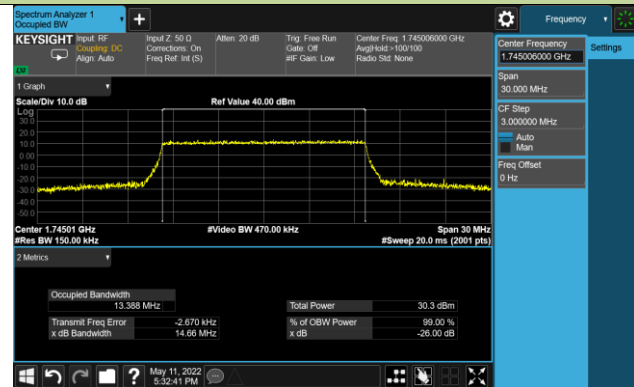 Spectrum Analyzer 1
Occupied BW
Frequency
KEYSIGHT
Input: RF
Coupling: DC
Align: Auto
Input Z: 50 Ω
Corrections: On
Freq Ref: Int (S)
Atten: 20 dB
Trig: Free Run
Gate: Off
#IF Gain: Low
Center Freq: 1.745006000 GHz
Avg|Hold:>100/100
Radio Std: None
LXI
Center Frequency
1.745006000 GHz
Settings
Span
30.000 MHz
CF Step
3.000000 MHz
Auto
Man
Freq Offset
0 Hz
1 Graph
Scale/Div 10.0 dB
Ref Value 40.00 dBm
Log
30.0
20.0
10.0
0.00
-10.0
-20.0
-30.0
-40.0
-50.0
Center 1.74501 GHz
#Video BW 470.00 kHz
Span 30 MHz
#Res BW 150.00 kHz
#Sweep 20.0 ms (2001 pts)
2 Metrics
Occupied Bandwidth
13.388 MHz
Total Power
30.3 dBm
Transmit Freq Error
-2.670 kHz
% of OBW Power
99.00 %
x dB Bandwidth
14.66 MHz
x dB
-26.00 dB
?
May 11, 2022
5:32:41 PM